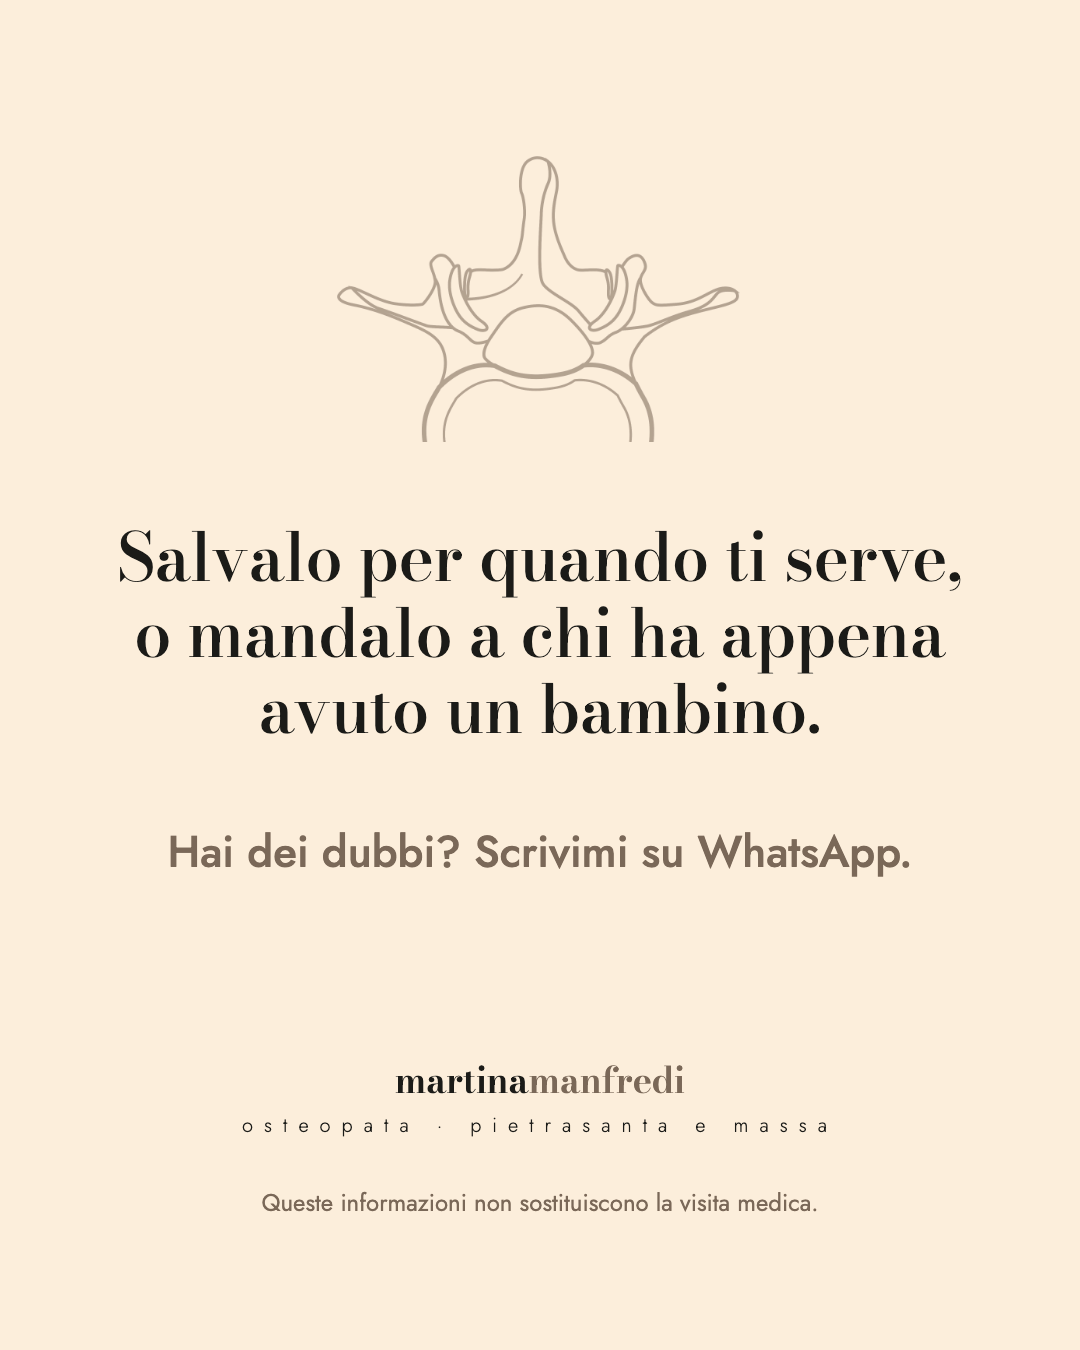 Salvalo per quando ti serve,
o mandalo a chi ha appena
avuto un bambino.
Hai dei dubbi? Scrivimi su WhatsApp.
martinamanfredi
osteopata · pietrasanta e massa
Queste informazioni non sostituiscono la visita medica.